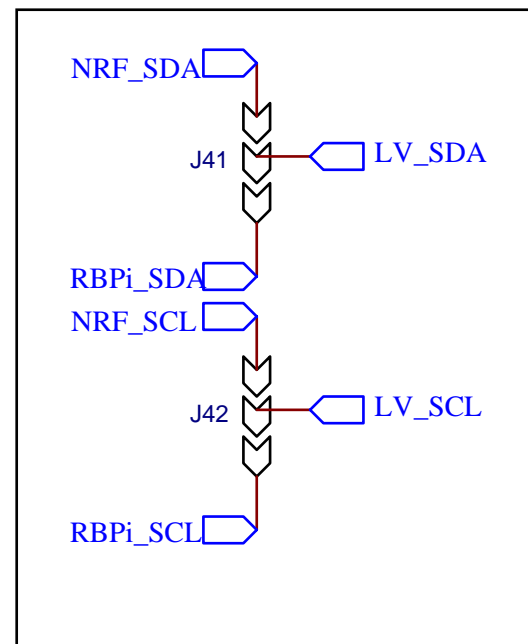 NRF_SDA
J41
LV_SDA
RBPi_SDA
NRF_SCL
J42
LV_SCL
RBPi_SCL